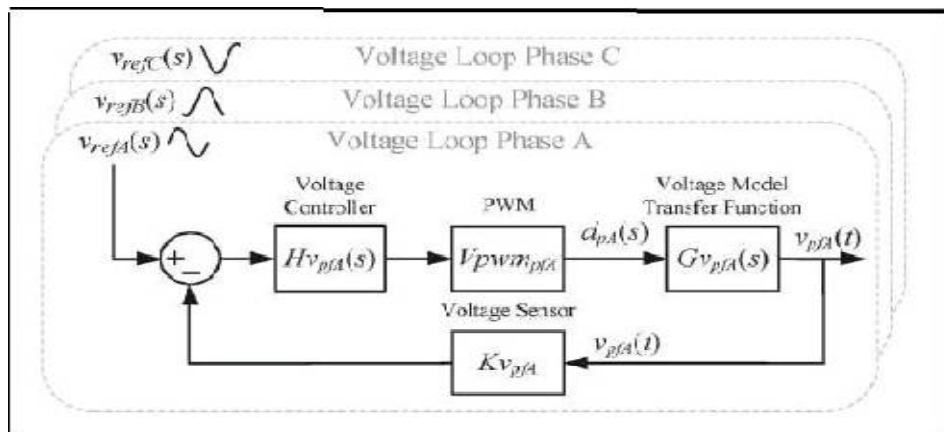 v_refC(s) Voltage Loop Phase C
v_refB(s) Voltage Loop Phase B
v_refA(s) Voltage Loop Phase A
Voltage
Controller
PWM
Voltage Model
Transfer Function
+
−
Hv_pfA(s)
Vpwm_pfA
d_pA(s)
Gv_pfA(s)
v_pfA(t)
Voltage Sensor
Kv_pfA
v_pfA(t)